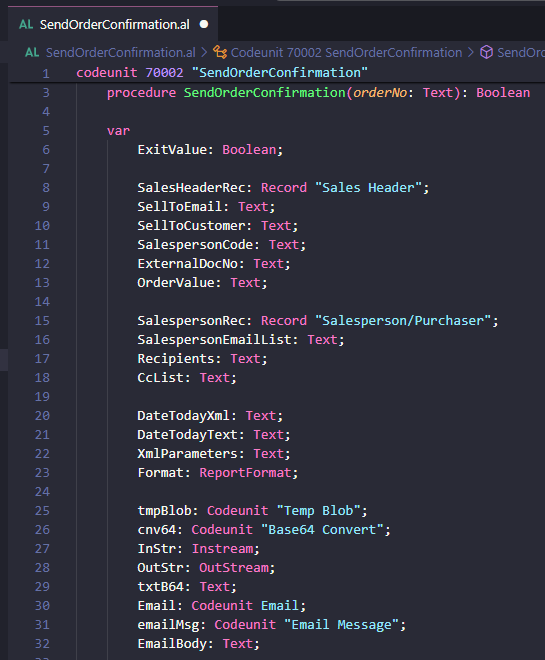 AL SendOrderConfirmation.al
AL SendOrderConfirmation.al > Codeunit 70002 SendOrderConfirmation > SendOrd
1 codeunit 70002 "SendOrderConfirmation"
3 procedure SendOrderConfirmation(orderNo: Text): Boolean
4
5 var
6 ExitValue: Boolean;
7
8 SalesHeaderRec: Record "Sales Header";
9 SellToEmail: Text;
10 SellToCustomer: Text;
11 SalespersonCode: Text;
12 ExternalDocNo: Text;
13 OrderValue: Text;
14
15 SalespersonRec: Record "Salesperson/Purchaser";
16 SalespersonEmailList: Text;
17 Recipients: Text;
18 CcList: Text;
19
20 DateTodayXml: Text;
21 DateTodayText: Text;
22 XmlParameters: Text;
23 Format: ReportFormat;
24
25 tmpBlob: Codeunit "Temp Blob";
26 cnv64: Codeunit "Base64 Convert";
27 InStr: Instream;
28 OutStr: OutStream;
29 txtB64: Text;
30 Email: Codeunit Email;
31 emailMsg: Codeunit "Email Message";
32 EmailBody: Text;